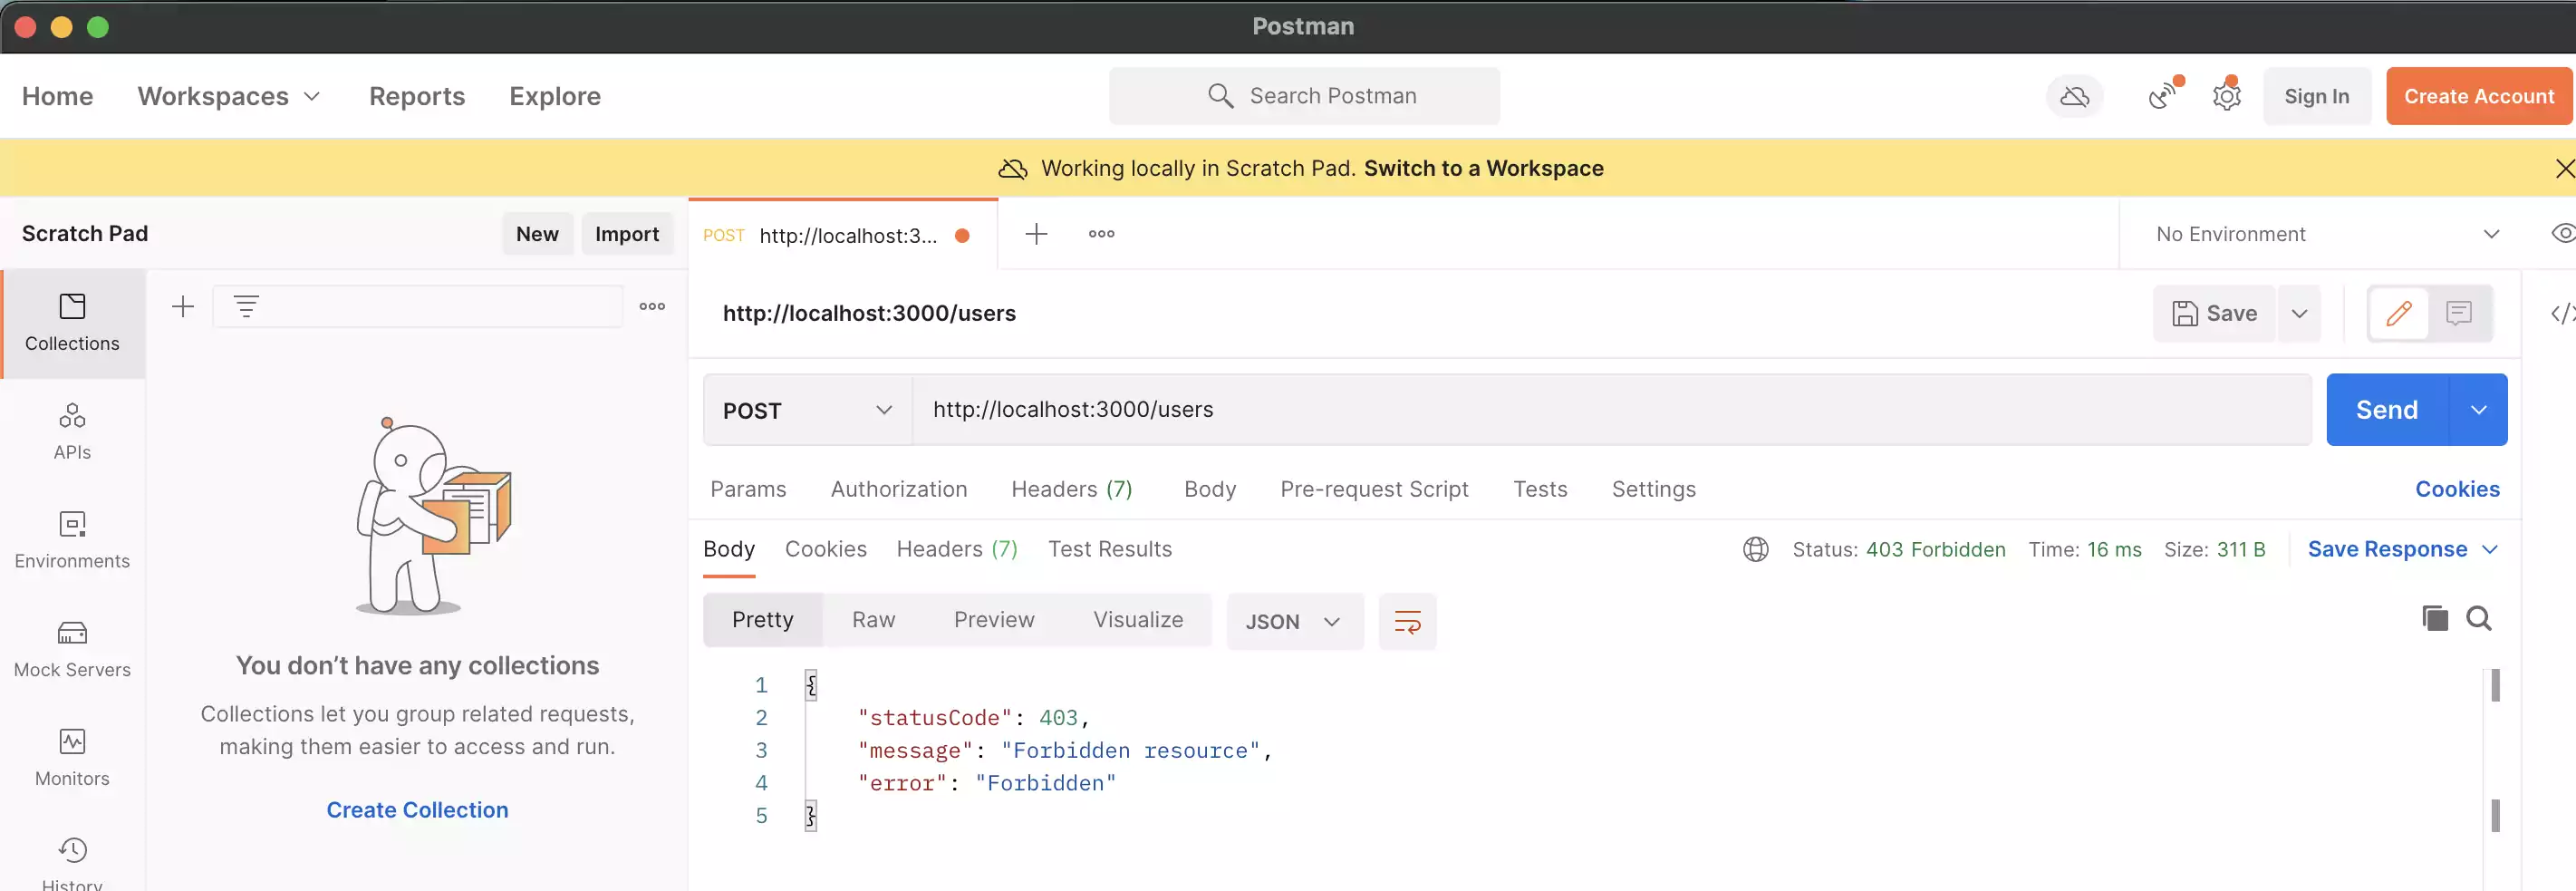 Postman
Home Workspaces Reports Explore Search Postman Sign In Create Account
Working locally in Scratch Pad. Switch to a Workspace
Scratch Pad New Import POST http://localhost:3... No Environment
http://localhost:3000/users Save
Collections
POST http://localhost:3000/users Send
APIs
Params Authorization Headers (7) Body Pre-request Script Tests Settings Cookies
Environments
Body Cookies Headers (7) Test Results Status: 403 Forbidden Time: 16 ms Size: 311 B Save Response
Pretty Raw Preview Visualize JSON
Mock Servers
You don’t have any collections
Collections let you group related requests,
making them easier to access and run.
Create Collection
Monitors
History
1 {
2 "statusCode": 403,
3 "message": "Forbidden resource",
4 "error": "Forbidden"
5 }